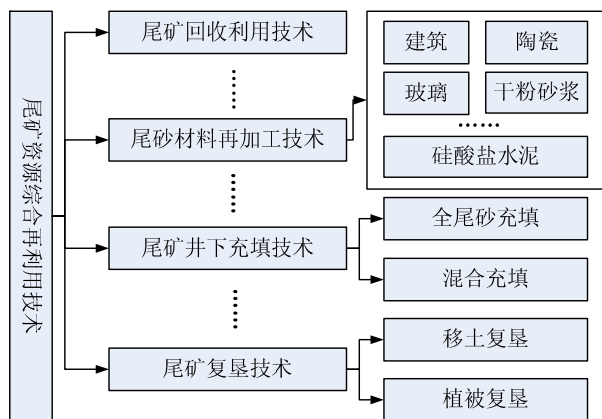 尾矿资源综合再利用技术
尾矿回收利用技术
······
尾砂材料再加工技术
······
尾矿井下充填技术
······
尾矿复垦技术
建筑
陶瓷
玻璃
干粉砂浆
······
硅酸盐水泥
全尾砂充填
混合充填
移土复垦
植被复垦